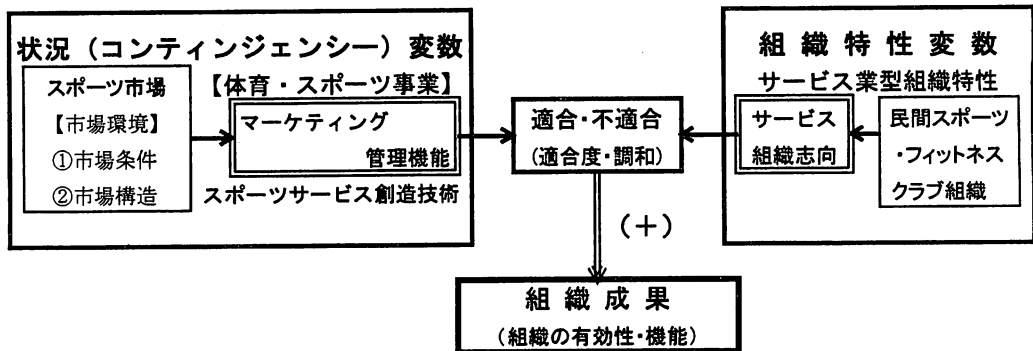 状況（コンティンジェンシー）変数
スポーツ市場
【市場環境】
①市場条件
②市場構造
【体育・スポーツ事業】
マーケティング
管理機能
スポーツサービス創造技術
適合・不適合
(適合度・調和)
組織特性変数
サービス業型組織特性
サービス
組織志向
民間スポーツ
・フィットネス
クラブ組織
(＋)
組織成果
(組織の有効性・機能)